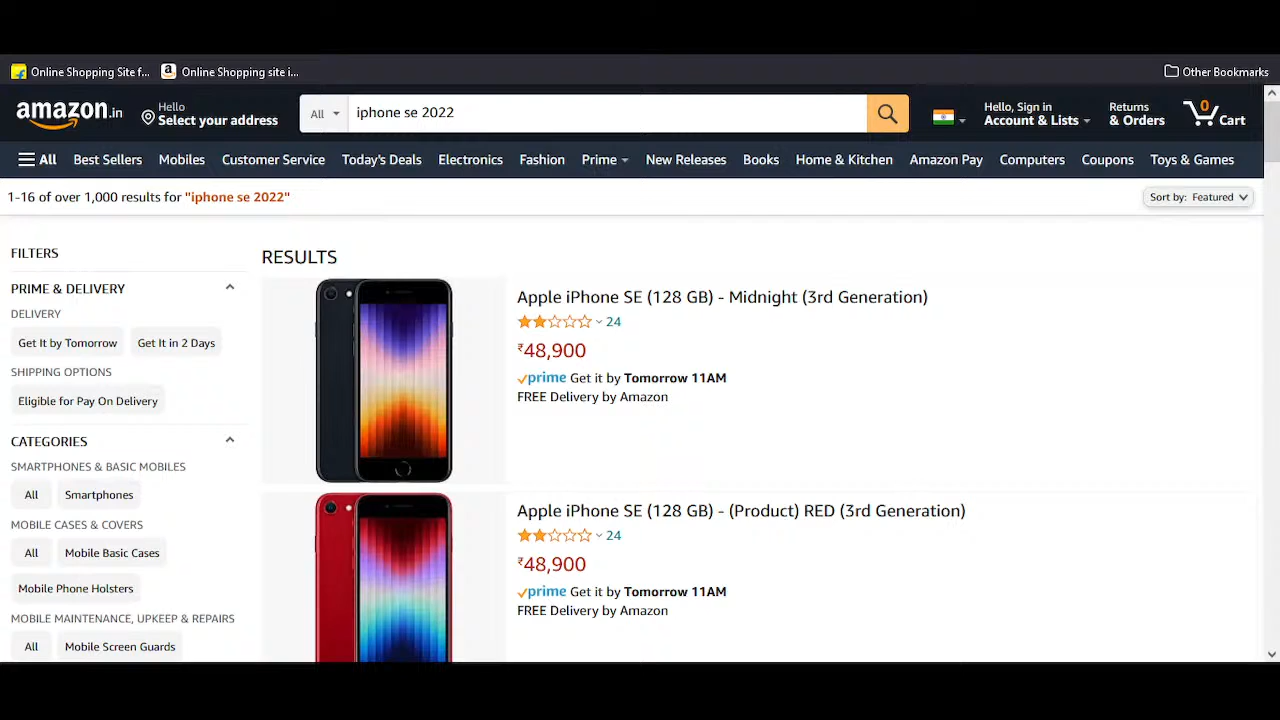 Online Shopping Site f... Online Shopping site i... Other Bookmarks
amazon.in Hello All iphone se 2022 Hello, Sign in Returns 0
Select your address Account & Lists & Orders Cart
All Best Sellers Mobiles Customer Service Today's Deals Electronics Fashion Prime New Releases Books Home & Kitchen Amazon Pay Computers Coupons Toys & Games
1-16 of over 1,000 results for "iphone se 2022" Sort by: Featured
FILTERS
PRIME & DELIVERY
DELIVERY
Get It by Tomorrow Get It in 2 Days
SHIPPING OPTIONS
Eligible for Pay On Delivery
CATEGORIES
SMARTPHONES & BASIC MOBILES
All Smartphones
MOBILE CASES & COVERS
All Mobile Basic Cases
Mobile Phone Holsters
MOBILE MAINTENANCE, UPKEEP & REPAIRS
All Mobile Screen Guards
RESULTS
Apple iPhone SE (128 GB) - Midnight (3rd Generation)
24
₹48,900
prime Get it by Tomorrow 11AM
FREE Delivery by Amazon
Apple iPhone SE (128 GB) - (Product) RED (3rd Generation)
24
₹48,900
prime Get it by Tomorrow 11AM
FREE Delivery by Amazon